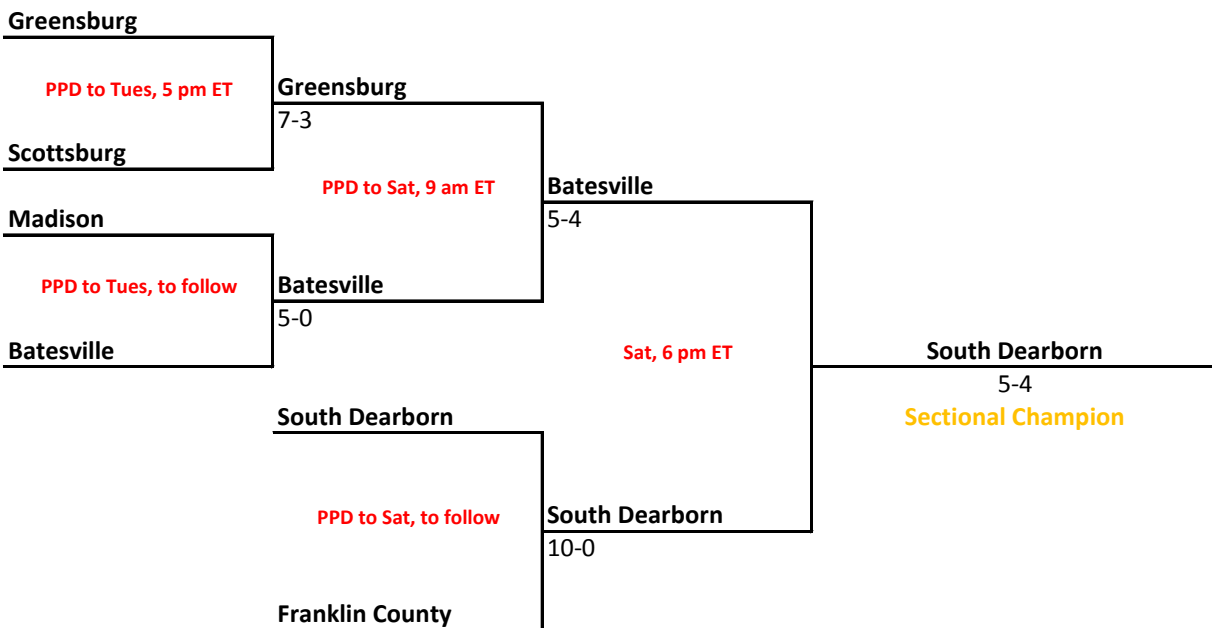 Greensburg
PPD to Tues, 5 pm ET
Greensburg
7-3
Scottsburg
PPD to Sat, 9 am ET
Batesville
5-4
Madison
PPD to Tues, to follow
Batesville
5-0
Batesville
Sat, 6 pm ET
South Dearborn
5-4
Sectional Champion
South Dearborn
PPD to Sat, to follow
South Dearborn
10-0
Franklin County